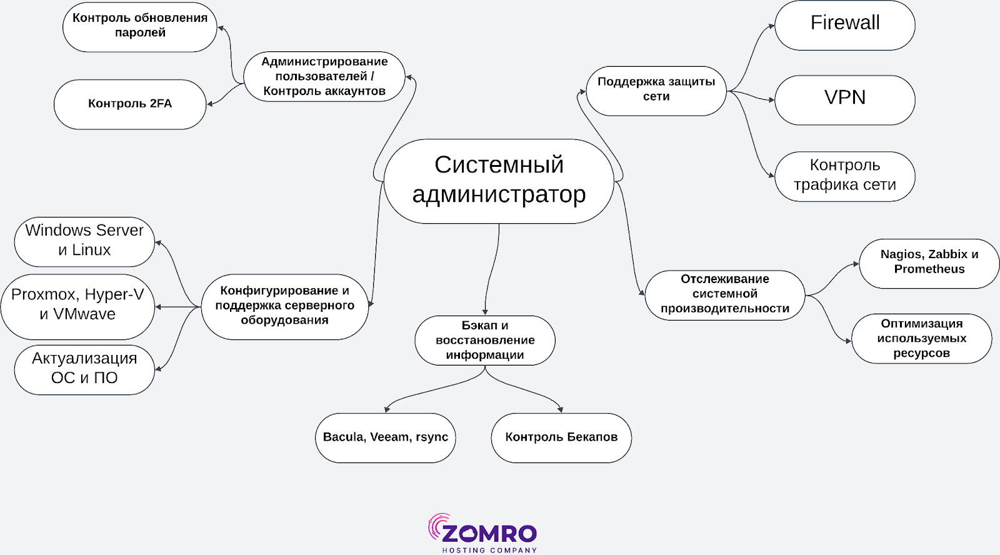 Контроль обновления
паролей
Контроль 2FA
Администрирование
пользователей /
Контроль аккаунтов
Поддержка защиты
сети
Firewall
VPN
Контроль
трафика сети
Системный
администратор
Windows Server
и Linux
Proxmox, Hyper-V
и VMwave
Актуализация
ОС и ПО
Конфигурирование и
поддержка серверного
оборудования
Бэкап и
восстановление
информации
Bacula, Veeam, rsync
Контроль Бекапов
Отслеживание
системной
производительности
Nagios, Zabbix и
Prometheus
Оптимизация
используемых
ресурсов
ZOMRO
HOSTING COMPANY